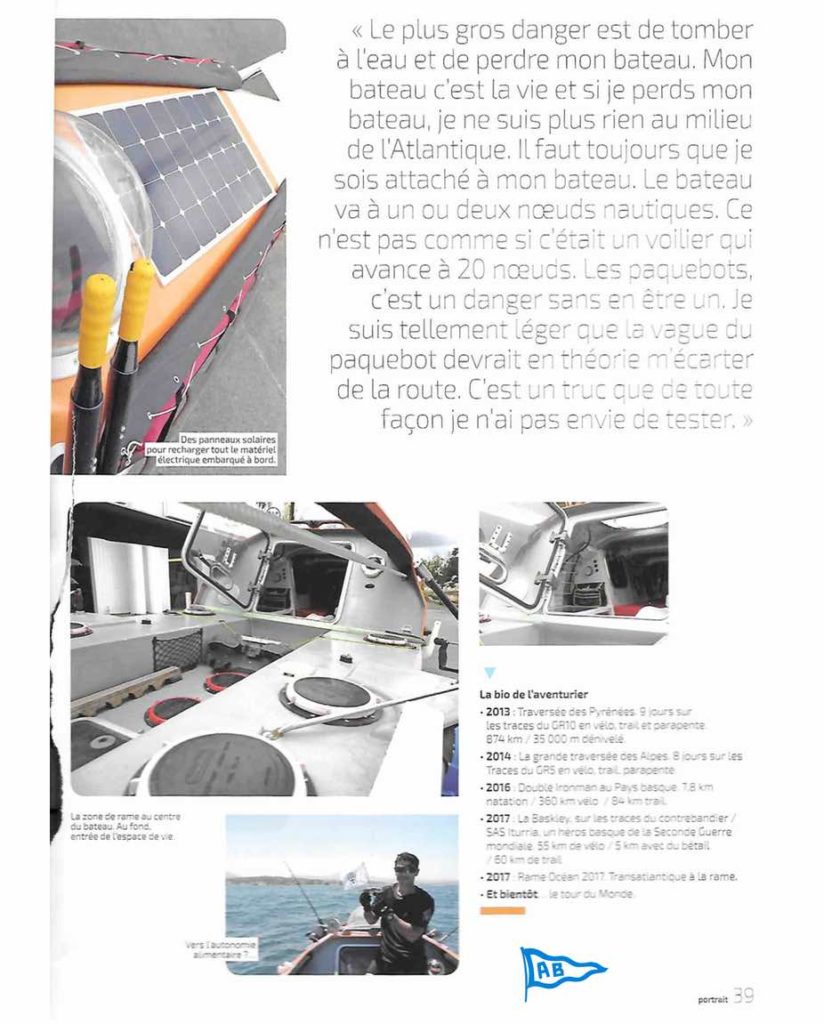 « Le plus gros danger est de tomber
à l'eau et de perdre mon bateau. Mon
bateau c'est la vie et si je perds mon
bateau, je ne suis plus rien au milieu
de l'Atlantique. Il faut toujours que je
sois attaché à mon bateau. Le bateau
va à un ou deux nœuds nautiques. Ce
n'est pas comme si c'était un voilier qui
avance à 20 nœuds. Les paquebots,
c'est un danger sans en être un. Je
suis tellement léger que la vague du
paquebot devrait en théorie m'écarter
de la route. C'est un truc que de toute
façon je n'ai pas envie de tester. »
Des panneaux solaires
pour recharger tout le matériel
électrique embarqué à bord.
La zone de rame au centre
du bateau. Au fond,
entrée de l'espace de vie.
Vers l'autonomie
alimentaire ?...
La bio de l'aventurier
• 2013 : Traversée des Pyrénées. 9 jours sur
les traces du GR10 en vélo, trail et parapente.
874 km / 35 000 m dénivelé.
• 2014 : La grande traversée des Alpes. 8 jours sur les
Traces du GR5 en vélo, trail, parapente
• 2016 : Double Ironman au Pays basque. 7,8 km
natation / 360 km vélo / 84 km trail.
• 2017 : La Baskley, sur les traces du contrebandier /
SAS Iturria, un héros basque de la Seconde Guerre
mondiale. 55 km de vélo / 5 km avec du bétail
/ 60 km de trail
• 2017 : Rame Océan 2017. Transatlantique à la rame.
• Et bientôt... le tour du Monde.
AB
portrait 39